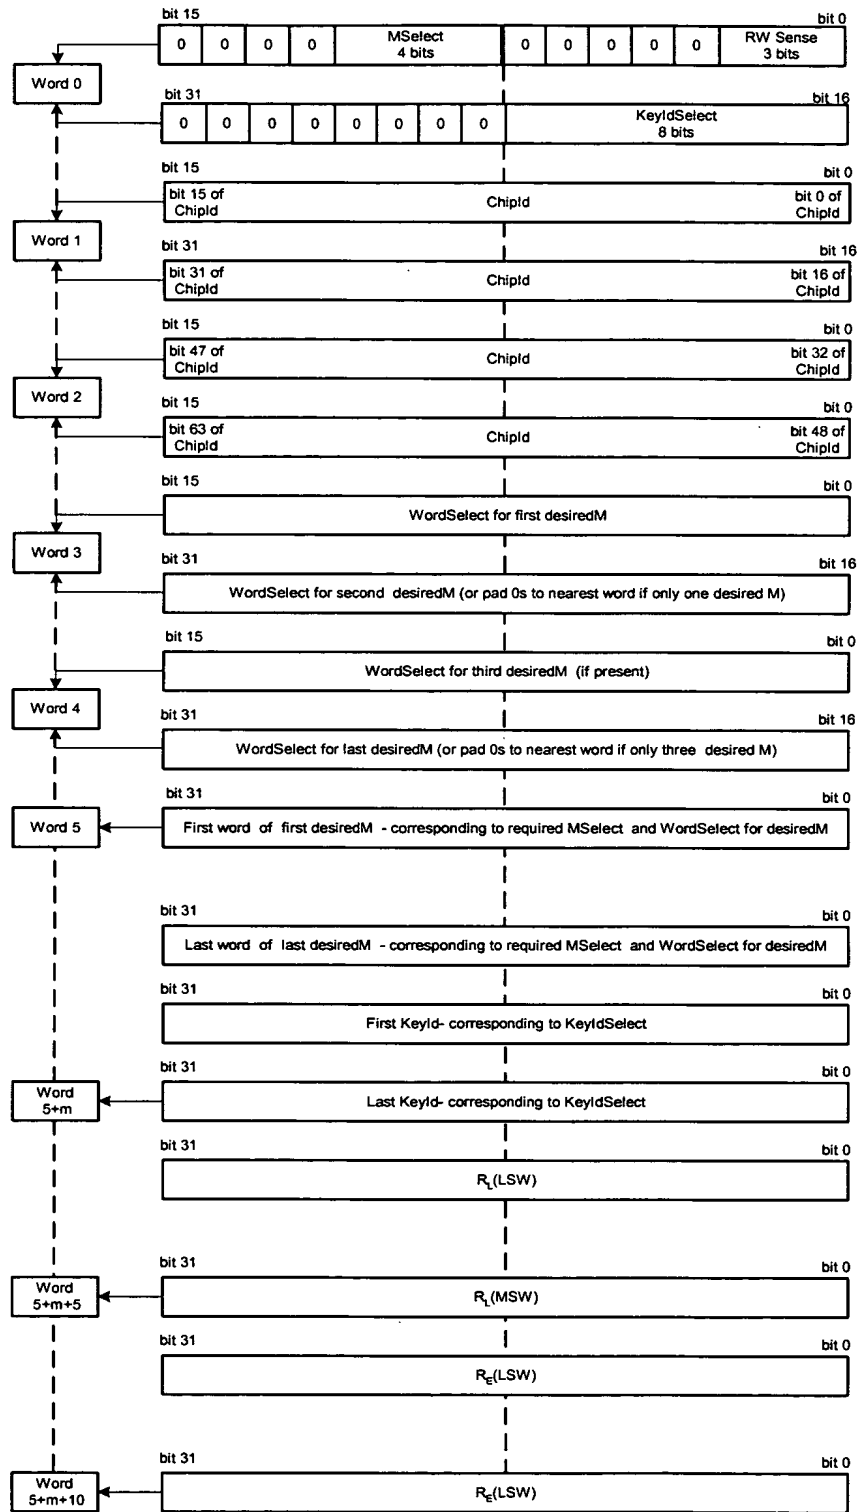 bit 15
bit 0
0 0 0 0 MSelect 4 bits 0 0 0 0 0 RW Sense 3 bits
Word 0
bit 31
bit 16
0 0 0 0 0 0 0 0 KeyIdSelect 8 bits
bit 15
bit 0
bit 15 of ChipId
ChipId
bit 0 of ChipId
Word 1
bit 31
bit 16
bit 31 of ChipId
ChipId
bit 16 of ChipId
bit 15
bit 0
bit 47 of ChipId
ChipId
bit 32 of ChipId
Word 2
bit 15
bit 0
bit 63 of ChipId
ChipId
bit 48 of ChipId
bit 15
bit 0
WordSelect for first desiredM
Word 3
bit 31
bit 16
WordSelect for second desiredM (or pad 0s to nearest word if only one desired M)
bit 15
bit 0
WordSelect for third desiredM (if present)
Word 4
bit 31
bit 16
WordSelect for last desiredM (or pad 0s to nearest word if only three desired M)
bit 31
bit 0
Word 5
First word of first desiredM - corresponding to required MSelect and WordSelect for desiredM
bit 31
bit 0
Last word of last desiredM - corresponding to required MSelect and WordSelect for desiredM
bit 31
bit 0
First KeyId- corresponding to KeyIdSelect
bit 31
bit 0
Word 5+m
Last KeyId- corresponding to KeyIdSelect
bit 31
bit 0
R_L(LSW)
bit 31
bit 0
Word 5+m+5
R_L(MSW)
bit 31
bit 0
R_E(LSW)
bit 31
bit 0
Word 5+m+10
R_E(LSW)